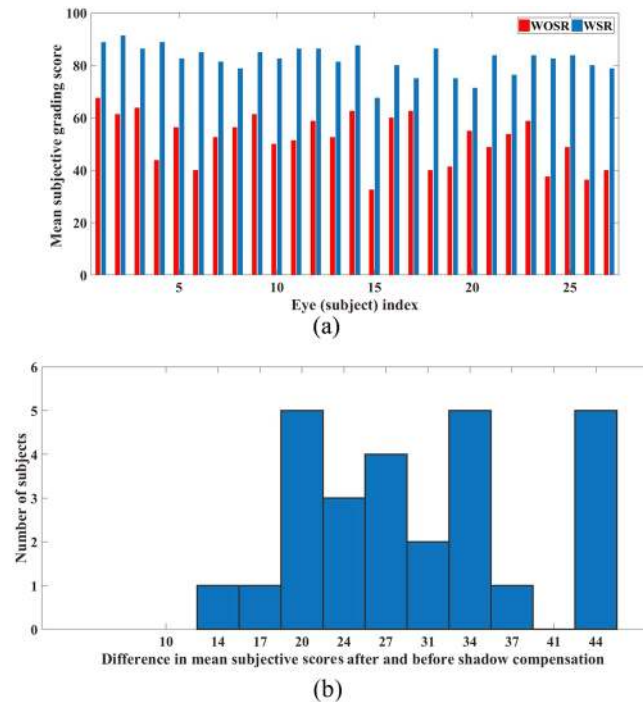 WOSR WSR
100
80
60
40
20
0
Mean subjective grading score
5 10 15 20 25
Eye (subject) index
(a)
6
5
4
3
2
1
0
Number of subjects
10 14 17 20 24 27 31 34 37 41 44
Difference in mean subjective scores after and before shadow compensation
(b)